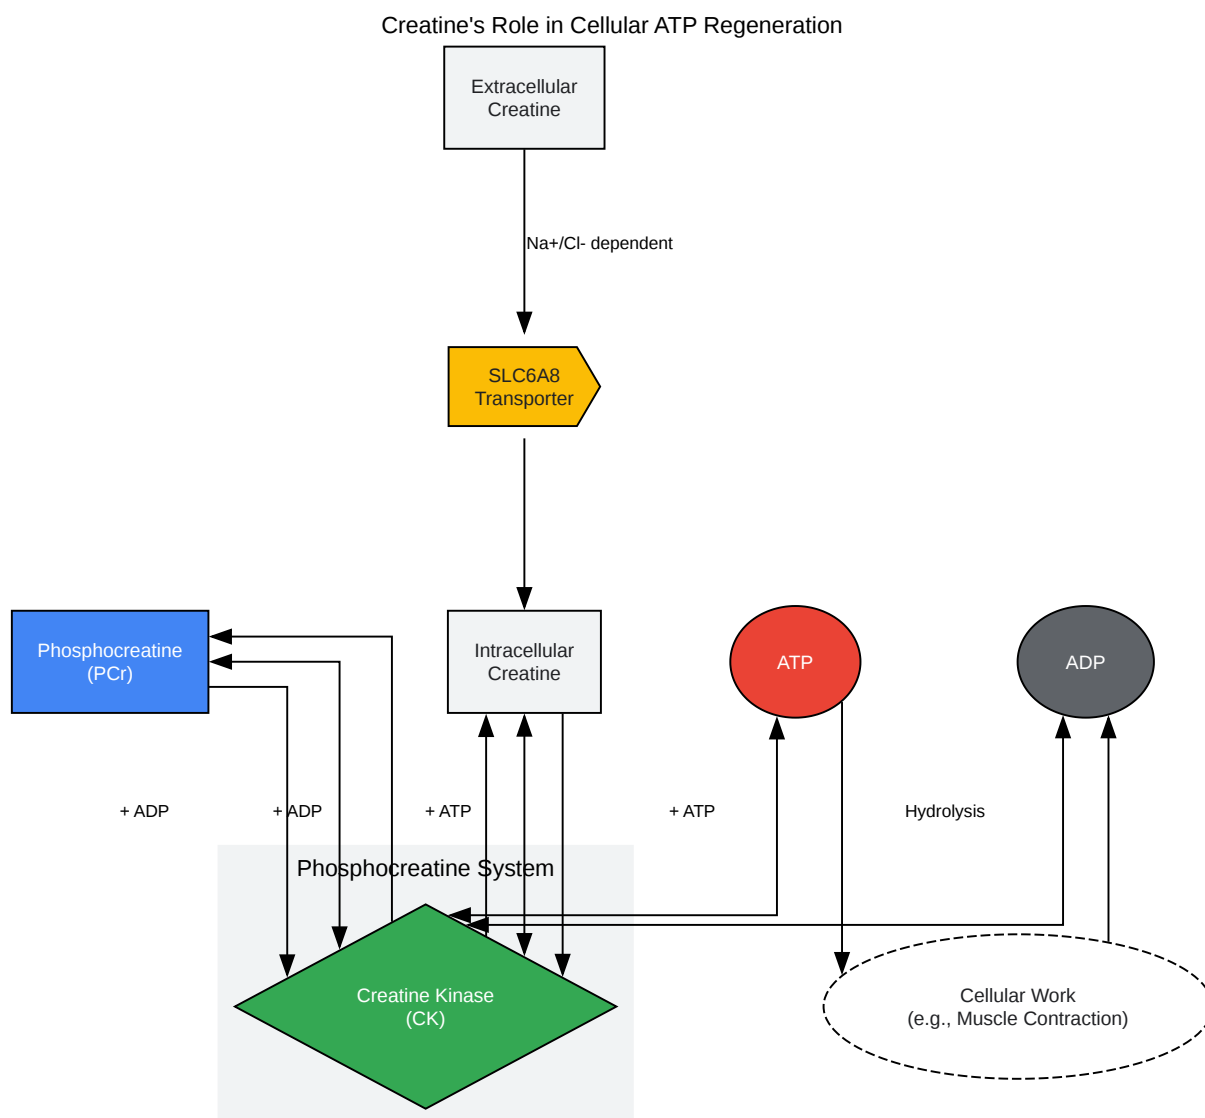 Creatine's Role in Cellular ATP Regeneration
Extracellular
Creatine
Na+/Cl- dependent
SLC6A8
Transporter
Phosphocreatine
(PCr)
Intracellular
Creatine
ATP
ADP
+ ADP
+ ADP
+ ATP
+ ATP
Hydrolysis
Phosphocreatine System
Creatine Kinase
(CK)
Cellular Work
(e.g., Muscle Contraction)